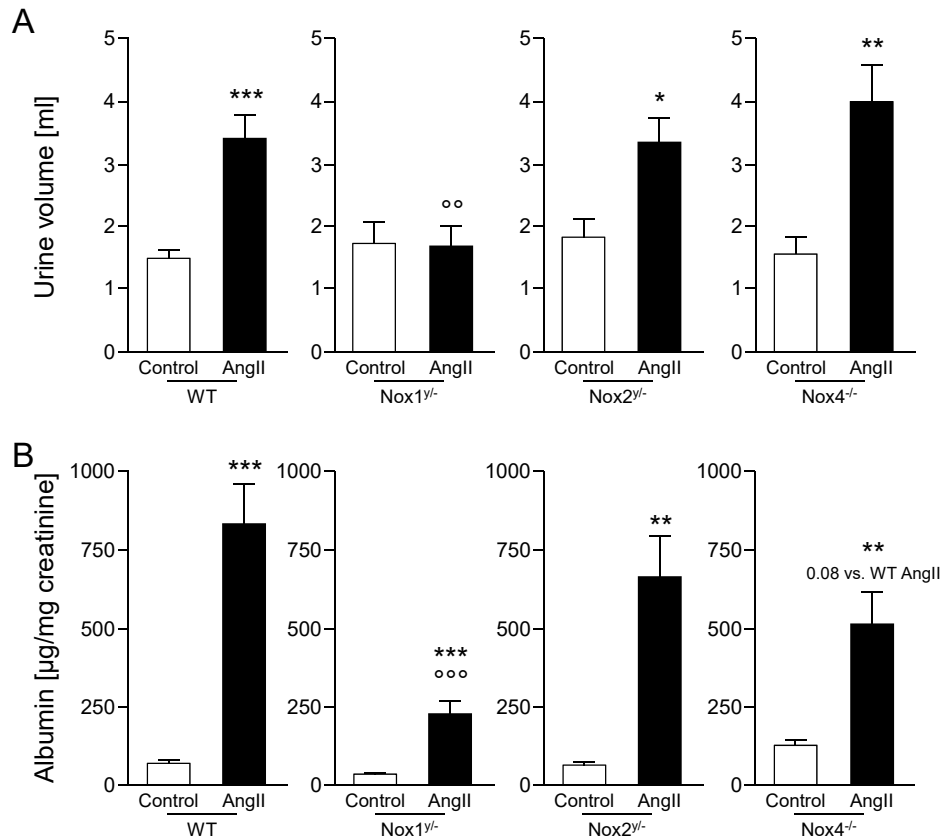 A
Urine volume [ml]
5
4
3
2
1
0
***
Control AngII
WT
5
4
3
2
1
0
°°
Control AngII
Nox1y/-
5
4
3
2
1
0
*
Control AngII
Nox2y/-
5
4
3
2
1
0
**
Control AngII
Nox4-/-
B
Albumin [µg/mg creatinine]
1000
750
500
250
0
***
Control AngII
WT
1000
750
500
250
0
***
°°°
Control AngII
Nox1y/-
1000
750
500
250
0
**
Control AngII
Nox2y/-
1000
750
500
250
0
**
0.08 vs. WT AngII
Control AngII
Nox4-/-